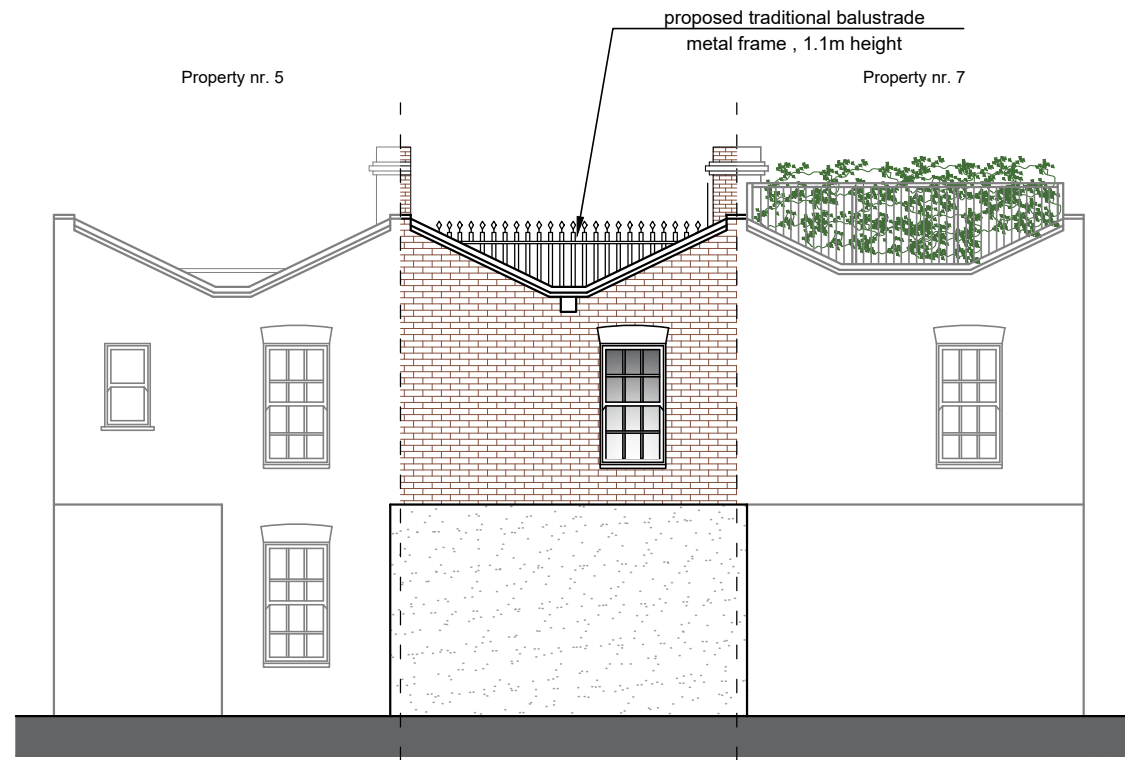 proposed traditional balustrade
metal frame , 1.1m height
Property nr. 5
Property nr. 7